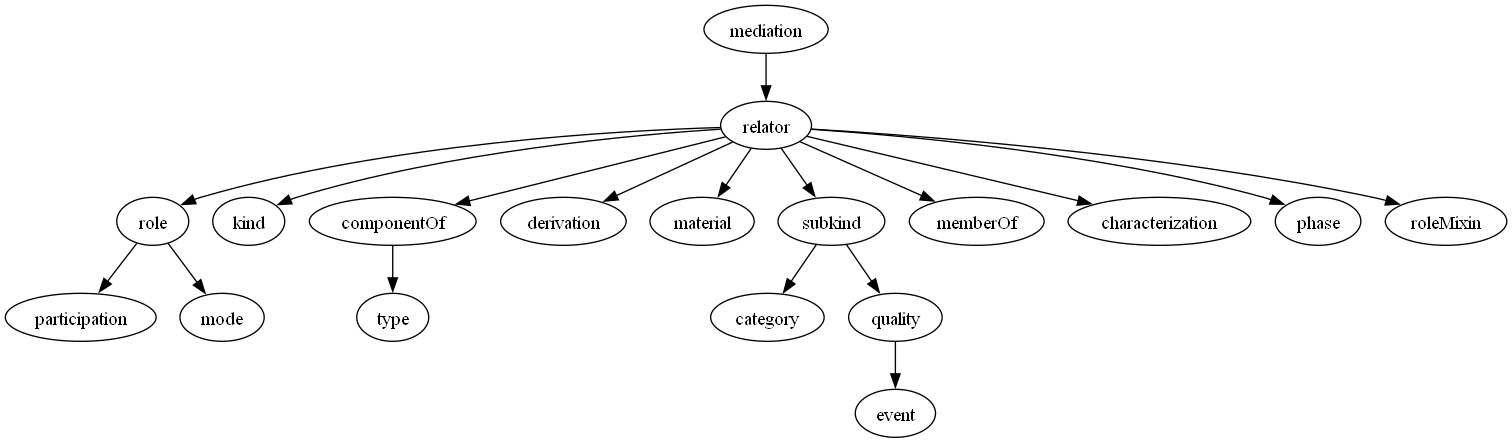 mediation
relator
role
kind
componentOf
derivation
material
subkind
memberOf
characterization
phase
roleMixin
participation
mode
type
category
quality
event